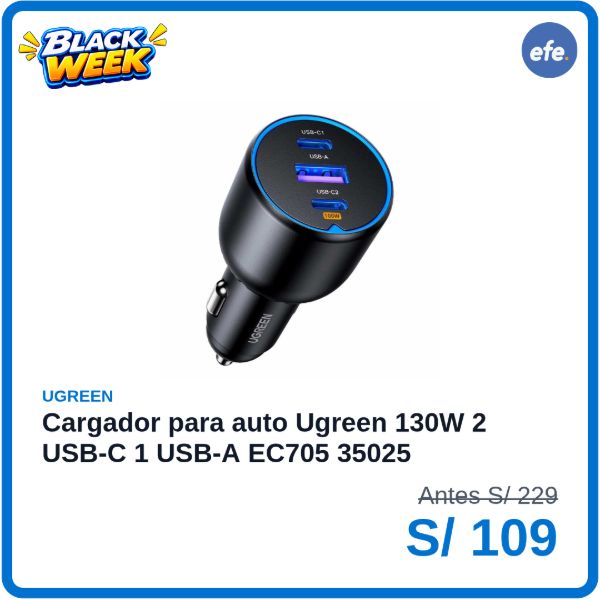 BLACK
WEEK
efe.
USB-C1
USB-A
USB-C2
100W
UGREEN
UGREEN
Cargador para auto Ugreen 130W 2
USB-C 1 USB-A EC705 35025
Antes S/ 229
S/ 109